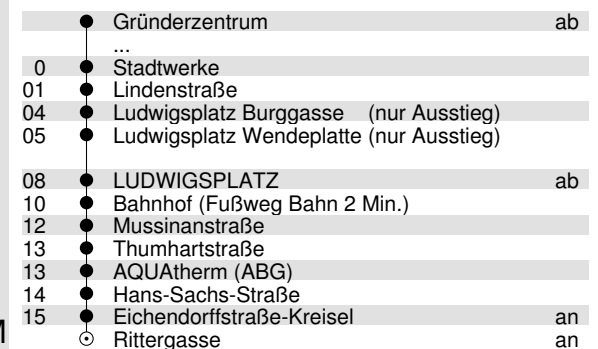 Gründerzentrum ab
...
0 Stadtwerke
01 Lindenstraße
04 Ludwigsplatz Burggasse (nur Ausstieg)
05 Ludwigsplatz Wendeplatte (nur Ausstieg)
08 LUDWIGSPLATZ ab
10 Bahnhof (Fußweg Bahn 2 Min.)
12 Mussinanstraße
13 Thumhartstraße
13 AQUAtherm (ABG)
14 Hans-Sachs-Straße
15 Eichendorffstraße-Kreisel an
Rittergasse an